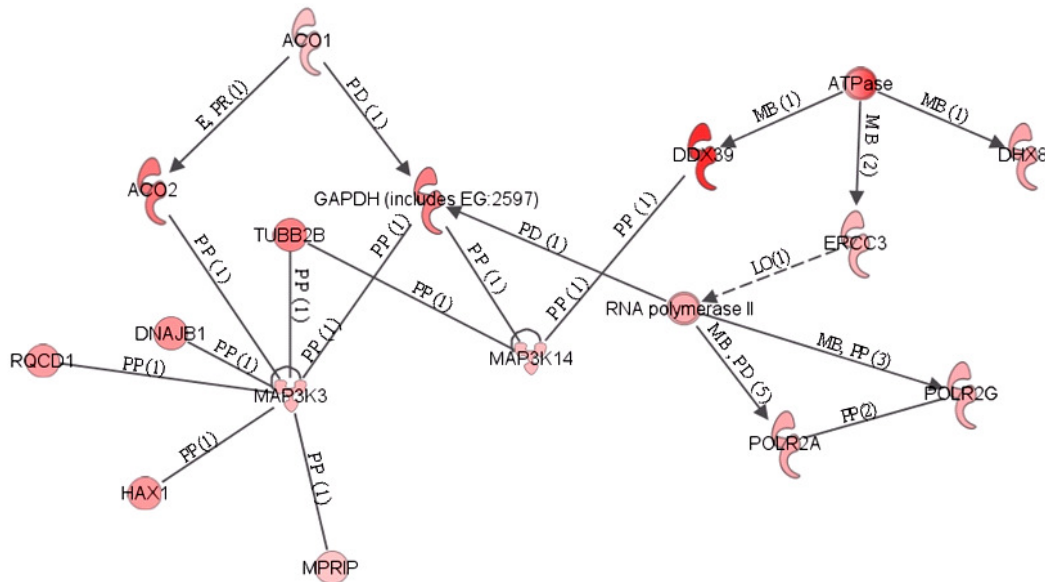 ACO1
ATPase
E, PR (1)
PD (1)
MB (1)
MB (1)
MB (2)
DDX39
DHX8
ACO2
GAPDH (includes EG:2597)
TUBB2B
PP (1)
PP (1)
PD (1)
PP (1)
ERCC3
PP (1)
PP (1)
PP (1)
LO(1)
PP (1)
RNA polymerase II
DNAJB1
PP (1)
PP (1)
MAP3K14
RQCD1
PP (1)
MB, PP (3)
MB, PD (5)
MAP3K3
POLR2G
PP(2)
POLR2A
PP (1)
PP (1)
HAX1
MPRIP